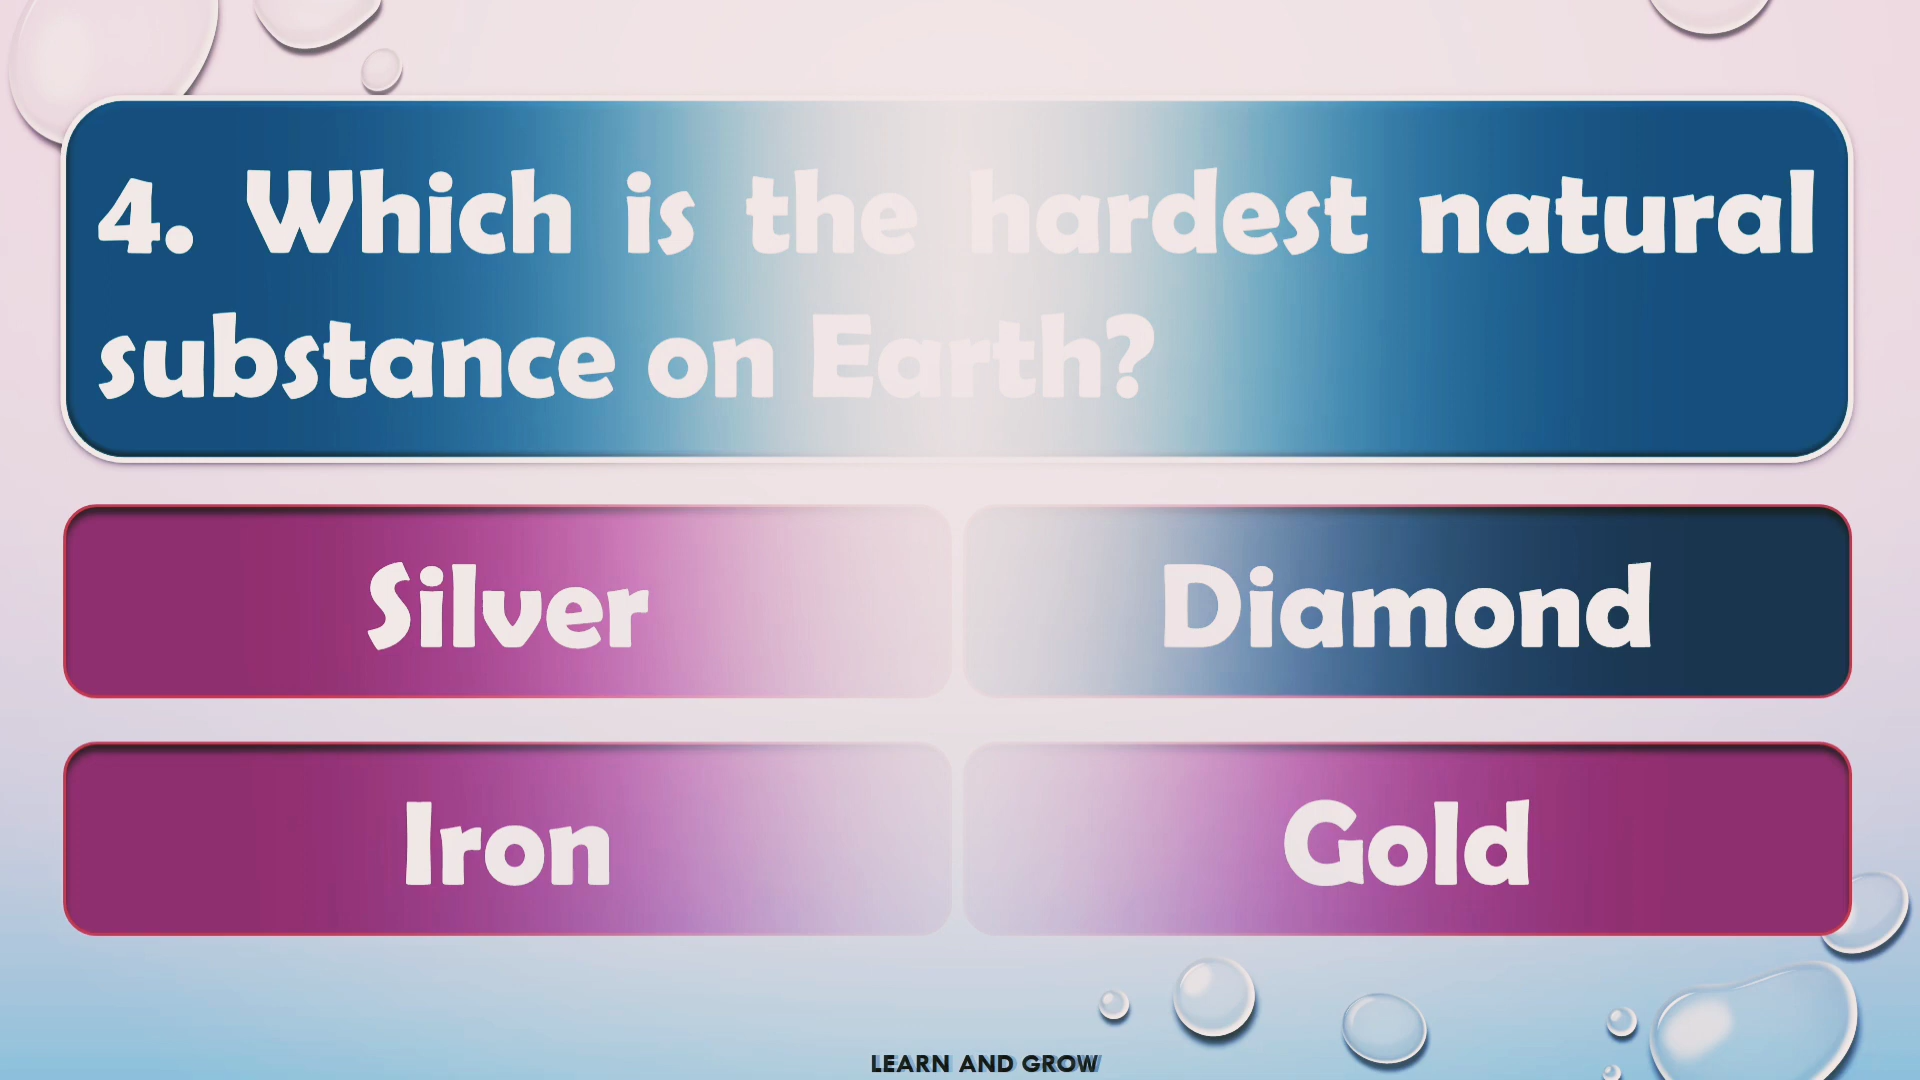 4. Which is the hardest natural
substance on Earth?
Silver
Diamond
Iron
Gold
LEARN AND GROW